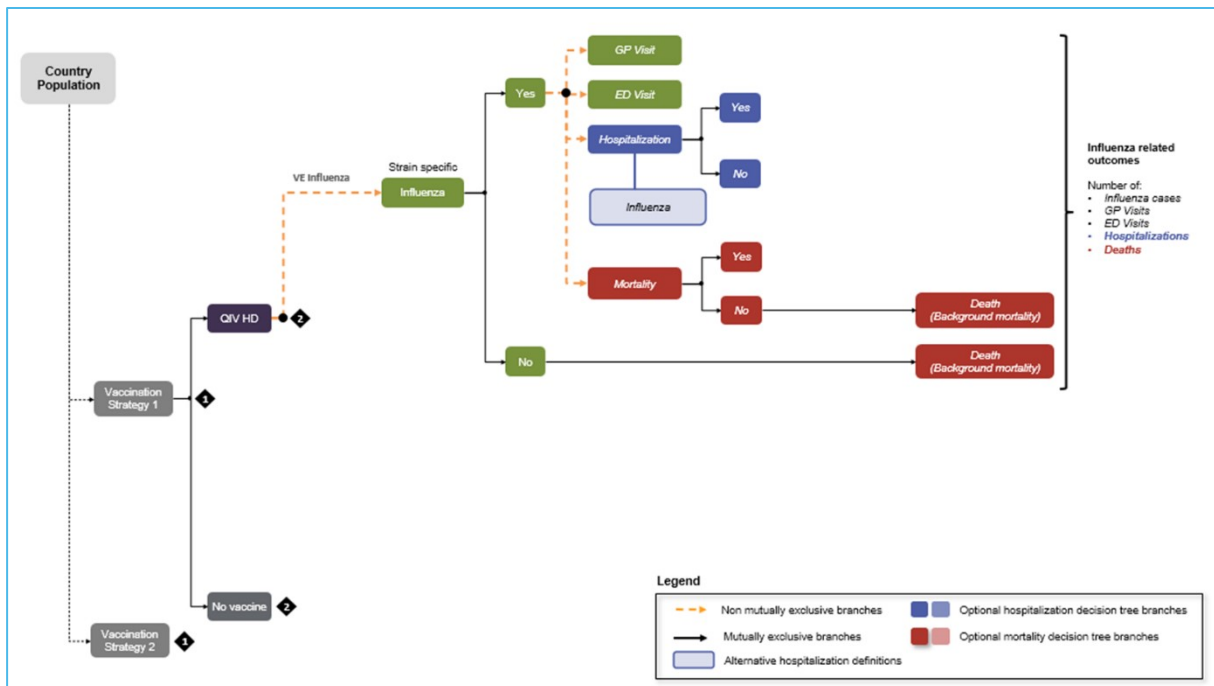 Country
Population
GP Visit
Yes
ED Visit
Hospitalization
Yes
No
Influenza
Strain specific
VE Influenza
Influenza
Mortality
Yes
No
Death
(Background mortality)
QIV HD
2
No
Death
(Background mortality)
Vaccination
Strategy 1
1
No vaccine
2
Vaccination
Strategy 2
1
Influenza related
outcomes
Number of:
• Influenza cases
• GP Visits
• ED Visits
• Hospitalizations
• Deaths
Legend
Non mutually exclusive branches
Optional hospitalization decision tree branches
Mutually exclusive branches
Optional mortality decision tree branches
Alternative hospitalization definitions